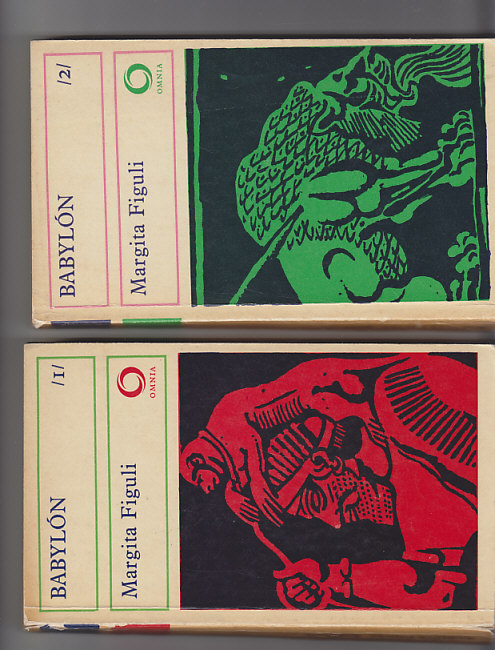 BABYLÓN /2/
Margita Figuli
OMNIA
BABYLÓN /1/
Margita Figuli
OMNIA